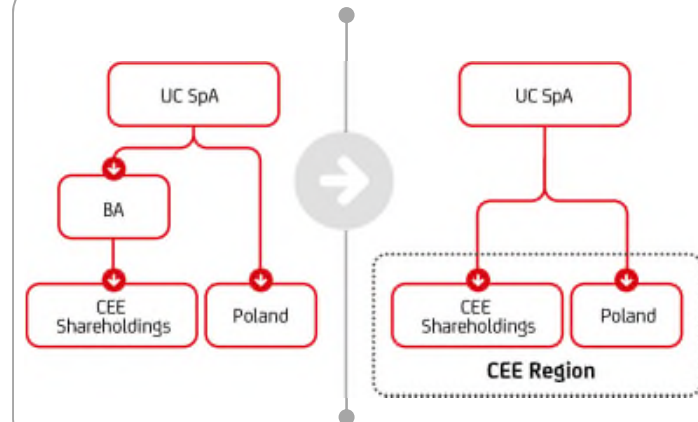 UC SpA
BA
CEE
Shareholdings
Poland
UC SpA
CEE
Shareholdings
Poland
CEE Region